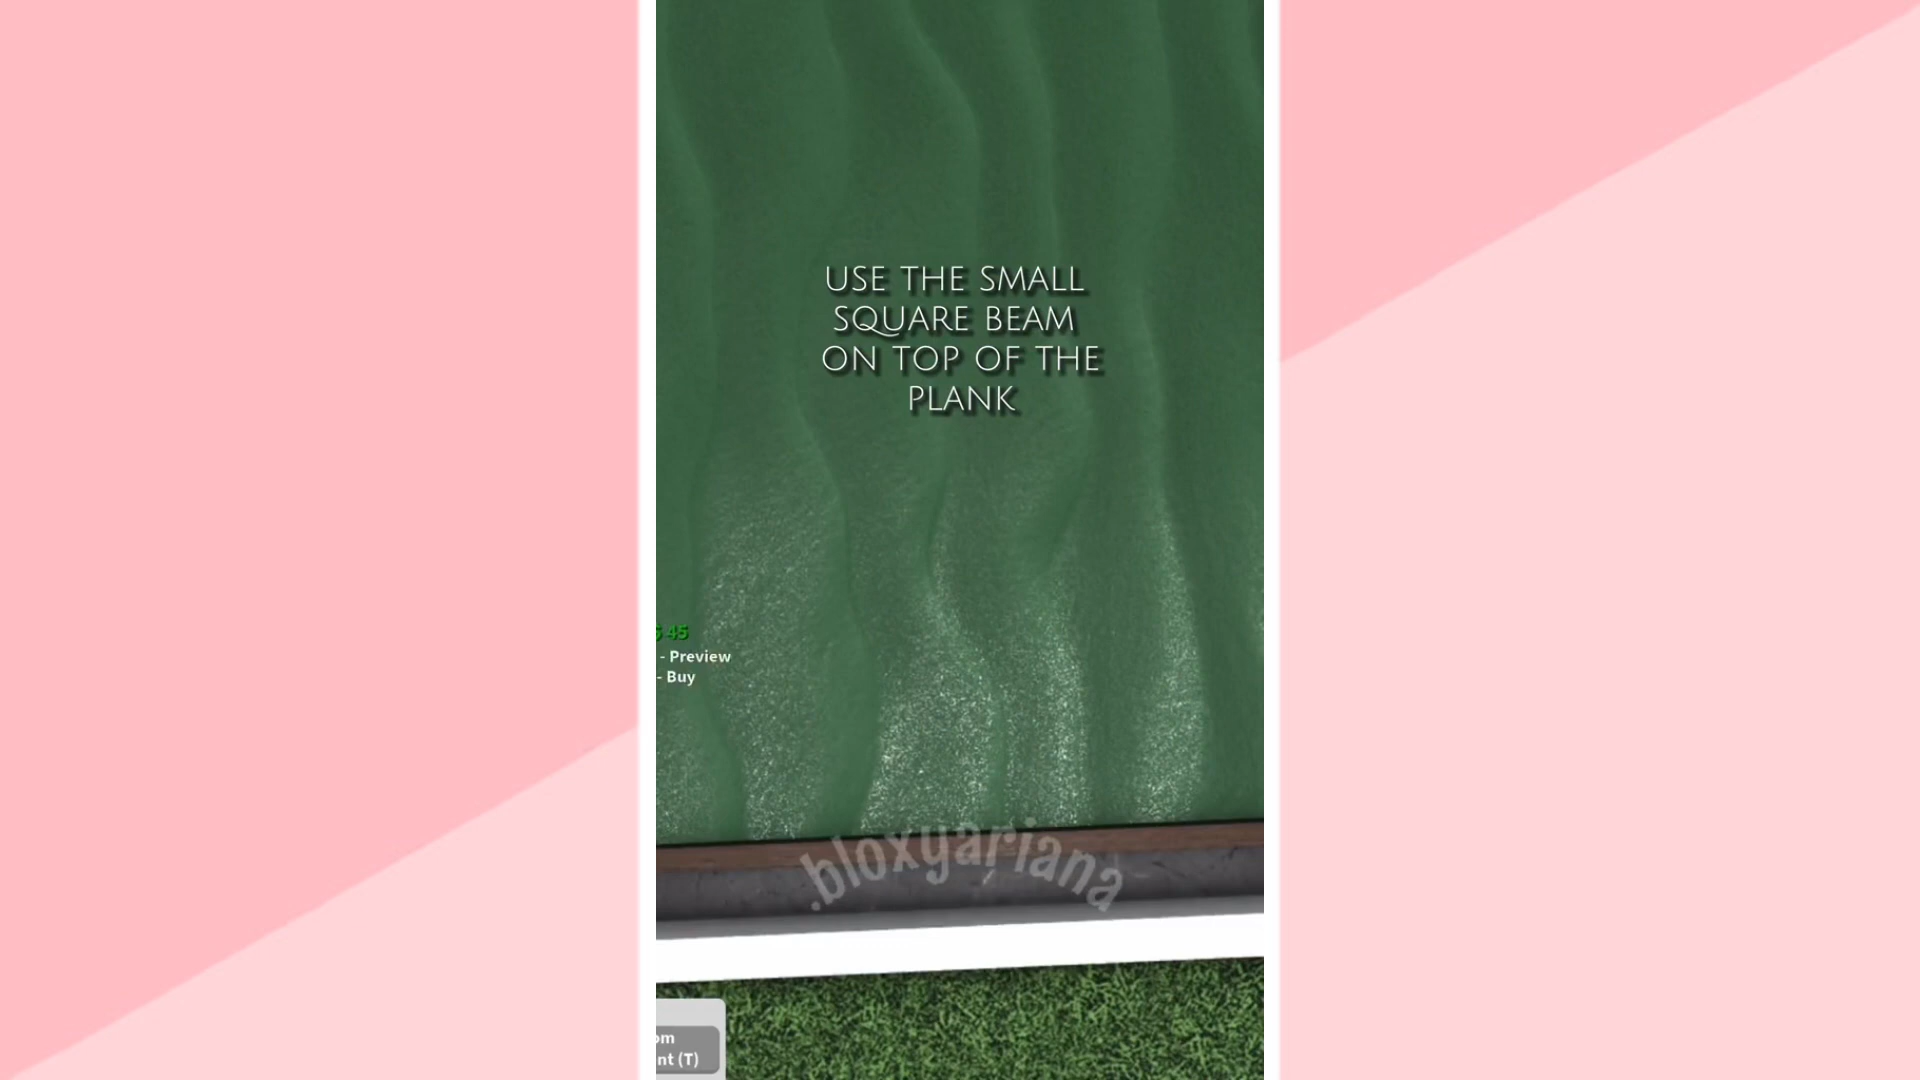 USE THE SMALL
SQUARE BEAM
ON TOP OF THE
PLANK
$ 45
- Preview
- Buy
.bloxyariana
om
nt (T)